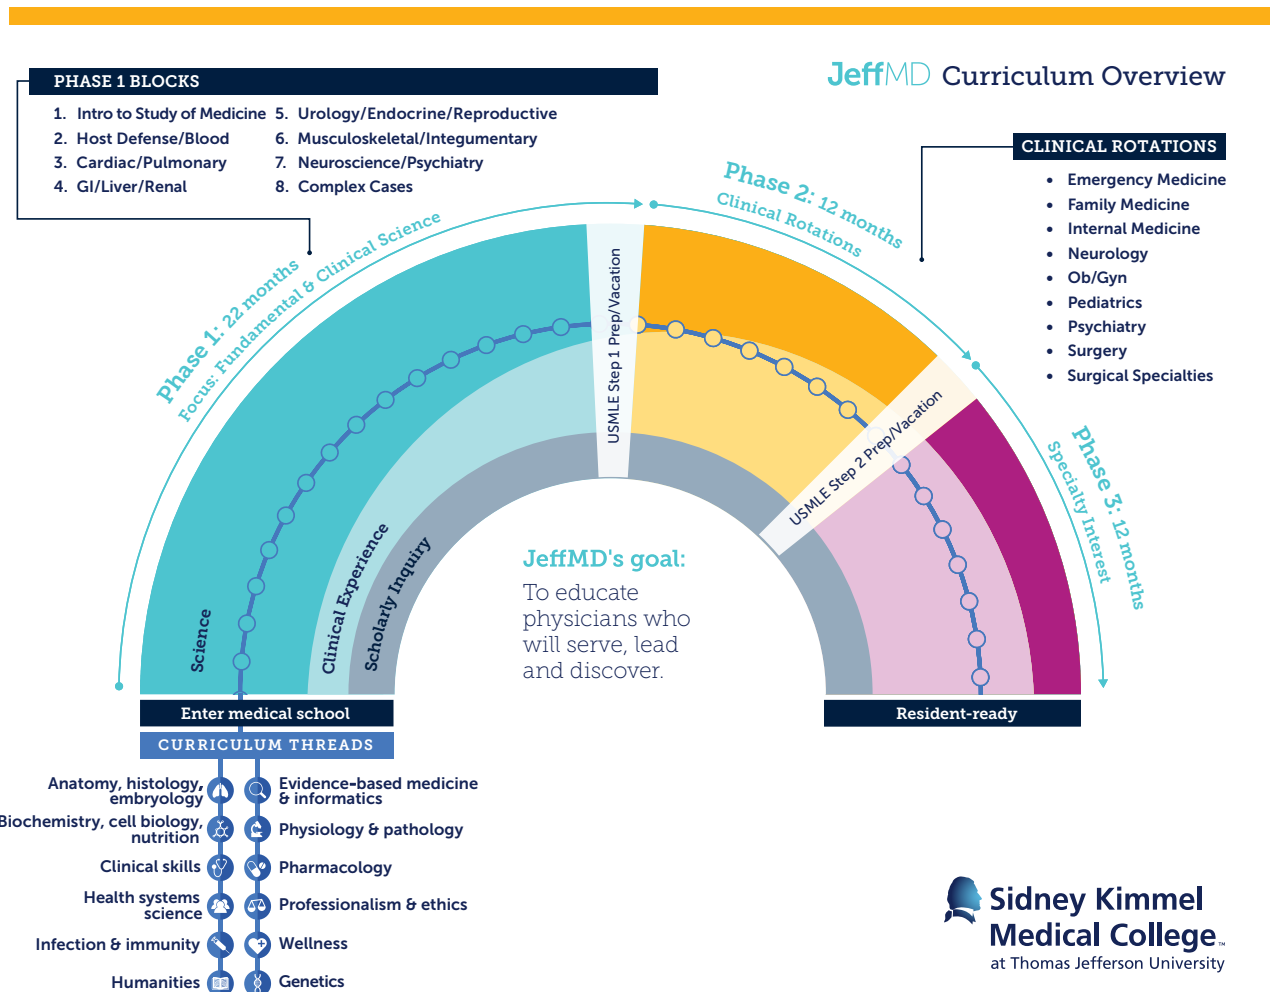 JeffMD Curriculum Overview
PHASE 1 BLOCKS
1. Intro to Study of Medicine
2. Host Defense/Blood
3. Cardiac/Pulmonary
4. GI/Liver/Renal
5. Urology/Endocrine/Reproductive
6. Musculoskeletal/Integumentary
7. Neuroscience/Psychiatry
8. Complex Cases
CLINICAL ROTATIONS
• Emergency Medicine
• Family Medicine
• Internal Medicine
• Neurology
• Ob/Gyn
• Pediatrics
• Psychiatry
• Surgery
• Surgical Specialties
Phase 1: 22 months
Focus: Fundamental & Clinical Science
Phase 2: 12 months
Clinical Rotations
Phase 3: 12 months
Specialty Interest
USMLE Step 1 Prep/Vacation
USMLE Step 2 Prep/Vacation
Science
Clinical Experience
Scholarly Inquiry
JeffMD's goal:
To educate
physicians who
will serve, lead
and discover.
Enter medical school
Resident-ready
CURRICULUM THREADS
Anatomy, histology,
embryology
Biochemistry, cell biology,
nutrition
Clinical skills
Health systems
science
Infection & immunity
Humanities
Evidence-based medicine
& informatics
Physiology & pathology
Pharmacology
Professionalism & ethics
Wellness
Genetics
Sidney Kimmel
Medical College™
at Thomas Jefferson University